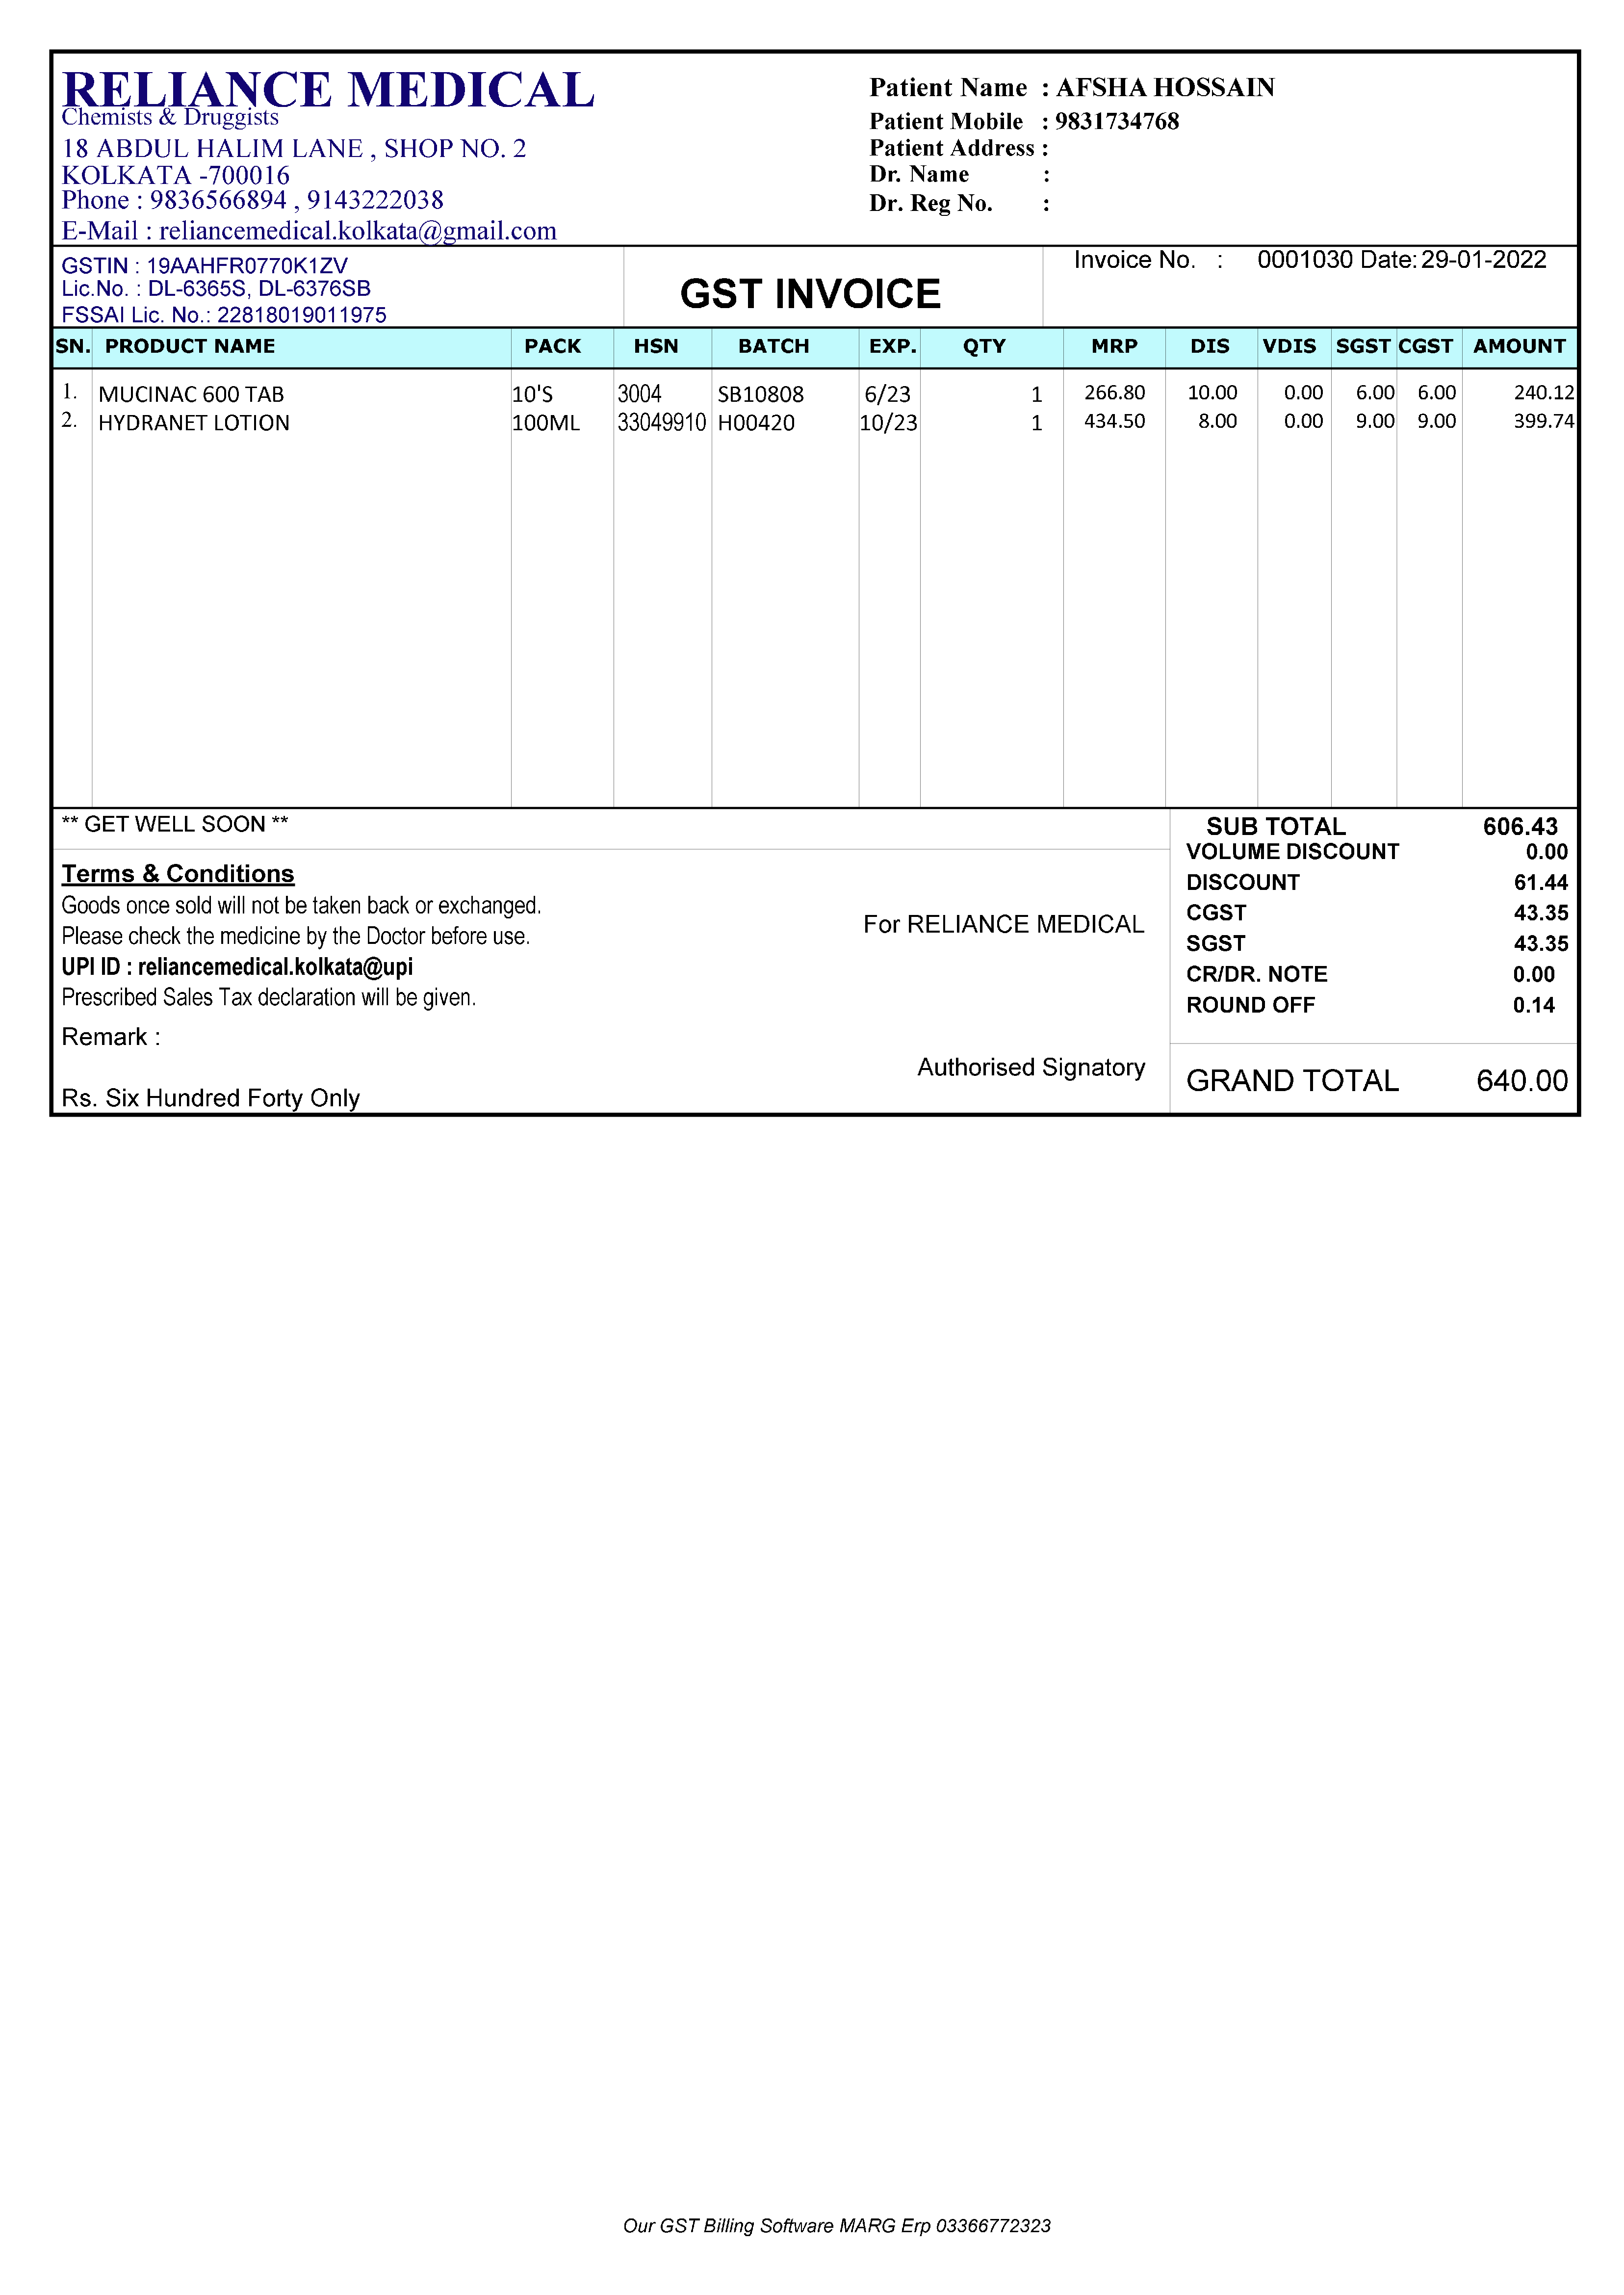 RELIANCE MEDICAL
Chemists & Druggists
18 ABDUL HALIM LANE , SHOP NO. 2
KOLKATA -700016
Phone : 9836566894 , 9143222038
E-Mail : reliancemedical.kolkata@gmail.com
Patient Name : AFSHA HOSSAIN
Patient Mobile : 9831734768
Patient Address :
Dr. Name :
Dr. Reg No. :
GSTIN : 19AAHFR0770K1ZV
Lic.No. : DL-6365S, DL-6376SB
FSSAI Lic. No.: 22818019011975
GST INVOICE
Invoice No. : 0001030 Date: 29-01-2022
SN. PRODUCT NAME PACK HSN BATCH EXP. QTY MRP DIS VDIS SGST CGST AMOUNT
1. MUCINAC 600 TAB 10'S 3004 SB10808 6/23 1 266.80 10.00 0.00 6.00 6.00 240.12
2. HYDRANET LOTION 100ML 33049910 H00420 10/23 1 434.50 8.00 0.00 9.00 9.00 399.74
** GET WELL SOON **
Terms & Conditions
Goods once sold will not be taken back or exchanged.
Please check the medicine by the Doctor before use.
UPI ID : reliancemedical.kolkata@upi
Prescribed Sales Tax declaration will be given.
Remark :
Rs. Six Hundred Forty Only
For RELIANCE MEDICAL
Authorised Signatory
SUB TOTAL 606.43
VOLUME DISCOUNT 0.00
DISCOUNT 61.44
CGST 43.35
SGST 43.35
CR/DR. NOTE 0.00
ROUND OFF 0.14
GRAND TOTAL 640.00
Our GST Billing Software MARG Erp 03366772323